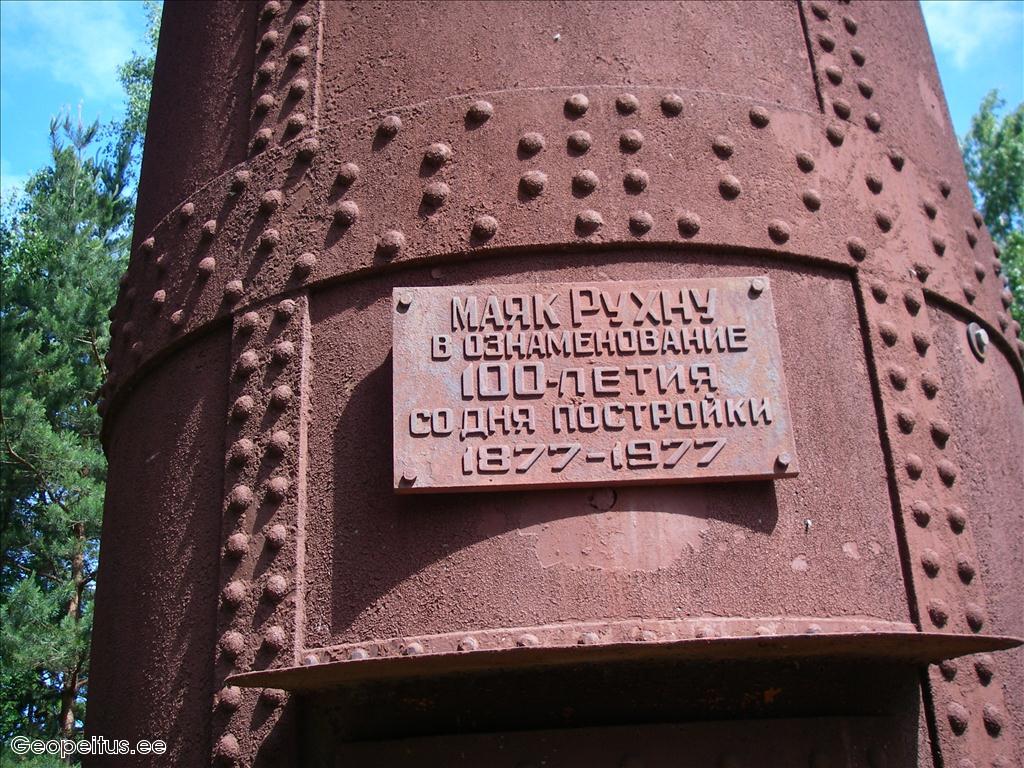 МАЯК РУХНУ
В ОЗНАМЕНОВАНИЕ
100-ЛЕТИЯ
СО ДНЯ ПОСТРОЙКИ
1877-1977
Geopeitus.ee